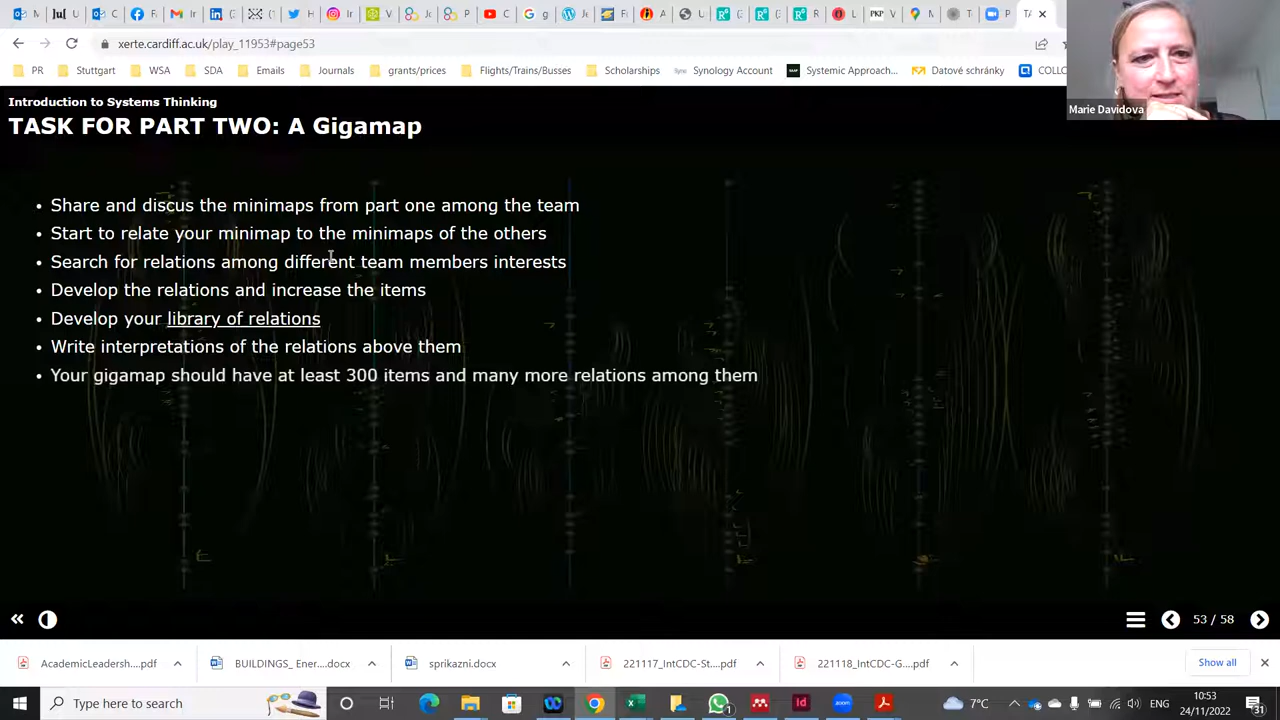 xerte.cardiff.ac.uk/play_11953#page53
PR
Stuttgart
WSA
SDA
Emails
Journals
grants/prices
Flights/Trains/Busses
Scholarships
Synology Account
Systemic Approach...
Datové schránky
Marie Davidova
Introduction to Systems Thinking
TASK FOR PART TWO: A Gigamap
• Share and discus the minimaps from part one among the team
• Start to relate your minimap to the minimaps of the others
• Search for relations among different team members interests
• Develop the relations and increase the items
• Develop your library of relations
• Write interpretations of the relations above them
• Your gigamap should have at least 300 items and many more relations among them
53 / 58
AcademicLeadersh....pdf
BUILDINGS_ Ener....docx
sprikazni.docx
221117_IntCDC-St....pdf
221118_IntCDC-G....pdf
Show all
Type here to search
7°C
ENG
10:53
24/11/2022